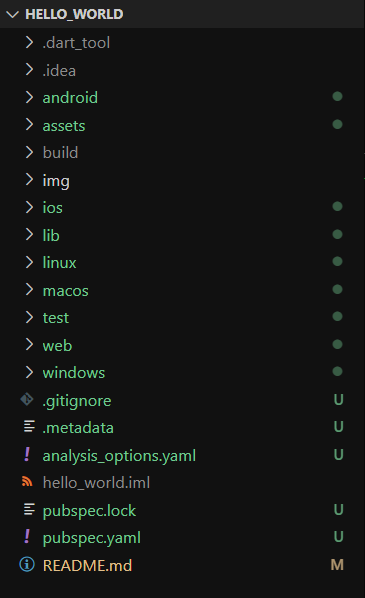 HELLO_WORLD
.dart_tool
.idea
android
assets
build
img
ios
lib
linux
macos
test
web
windows
.gitignore U
.metadata U
analysis_options.yaml U
hello_world.iml
pubspec.lock U
pubspec.yaml U
README.md M